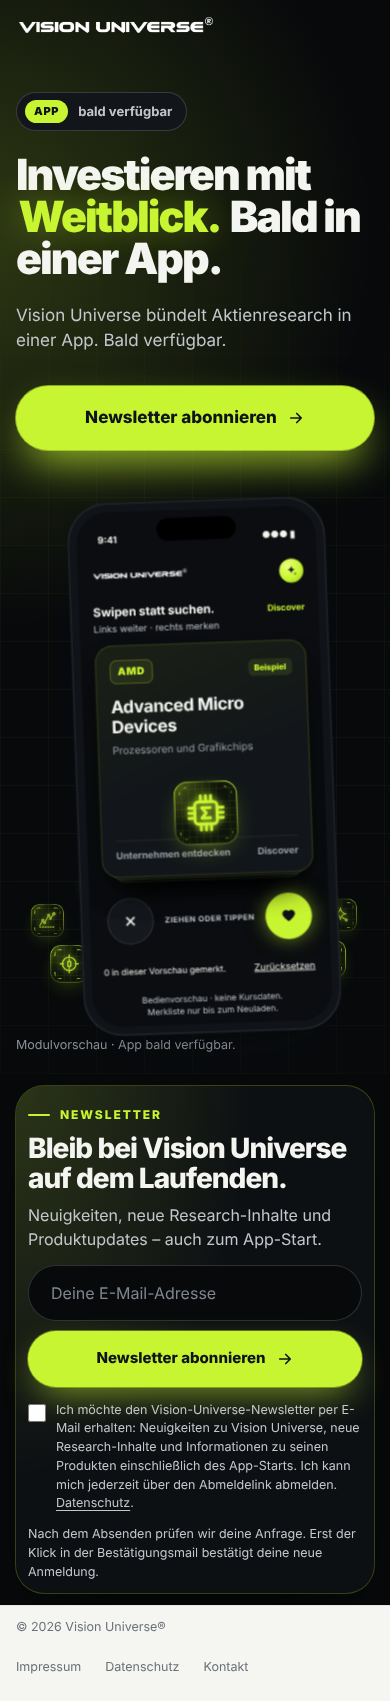 VISION UNIVERSE®
APP bald verfügbar
Investieren mit
Weitblick. Bald in
einer App.
Vision Universe bündelt Aktienresearch in
einer App. Bald verfügbar.
Newsletter abonnieren →
9:41
VISION UNIVERSE®
Swipen statt suchen.
Discover
Links weiter · rechts merken
AMD
Beispiel
Advanced Micro
Devices
Prozessoren und Grafikchips
Unternehmen entdecken
Discover
ZIEHEN ODER TIPPEN
0 in dieser Vorschau gemerkt.
Zurücksetzen
Bedienvorschau · keine Kursdaten.
Merkliste nur bis zum Neuladen.
Modulvorschau · App bald verfügbar.
NEWSLETTER
Bleib bei Vision Universe
auf dem Laufenden.
Neuigkeiten, neue Research-Inhalte und
Produktupdates – auch zum App-Start.
Deine E-Mail-Adresse
Newsletter abonnieren →
Ich möchte den Vision-Universe-Newsletter per E-
Mail erhalten: Neuigkeiten zu Vision Universe, neue
Research-Inhalte und Informationen zu seinen
Produkten einschließlich des App-Starts. Ich kann
mich jederzeit über den Abmeldelink abmelden.
Datenschutz.
Nach dem Absenden prüfen wir deine Anfrage. Erst der
Klick in der Bestätigungsmail bestätigt deine neue
Anmeldung.
© 2026 Vision Universe®
Impressum Datenschutz Kontakt